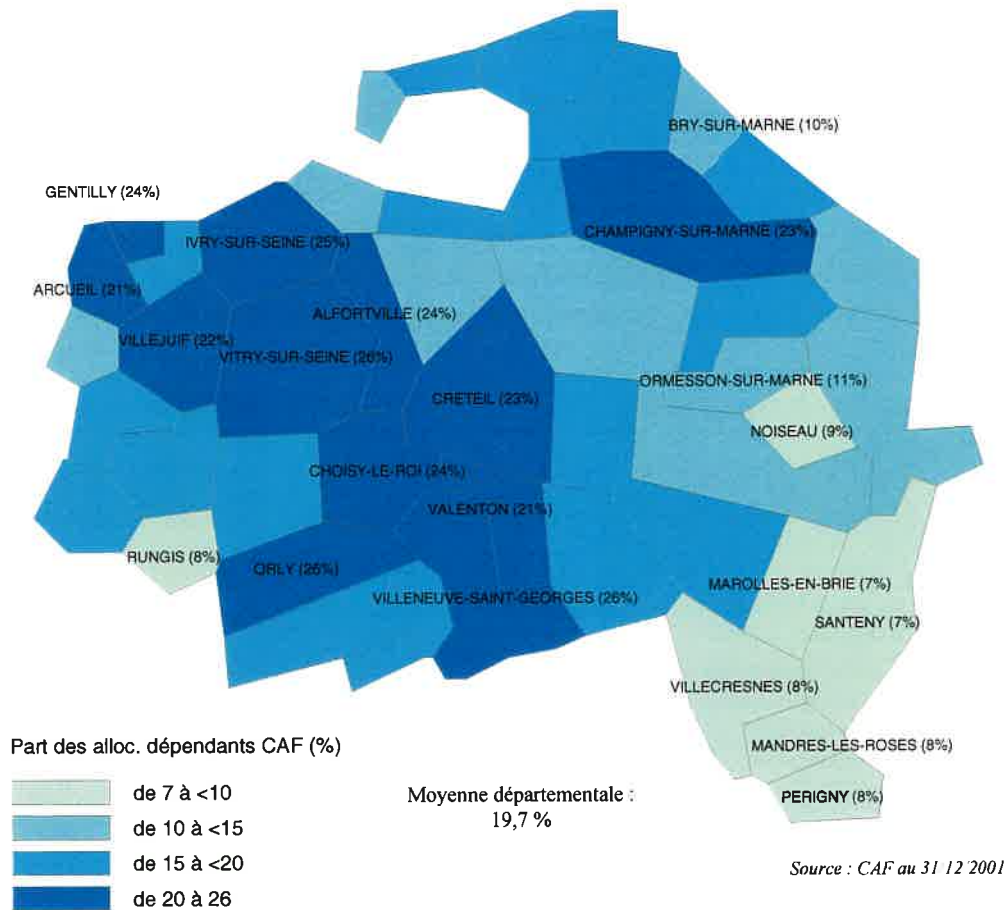 BRY-SUR-MARNE (10%)
GENTILLY (24%)
IVRY-SUR-SEINE (25%)
CHAMPIGNY-SUR-MARNE (23%)
ARCUEIL (21%)
ALFORTVILLE (24%)
VILLEJUIF (22%)
VITRY-SUR-SEINE (26%)
ORMESSON-SUR-MARNE (11%)
CRETEIL (23%)
NOISEAU (9%)
CHOISY-LE-ROI (24%)
VALENTON (21%)
RUNGIS (8%)
ORLY (26%)
MAROLLES-EN-BRIE (7%)
VILLENEUVE-SAINT-GEORGES (26%)
SANTENY (7%)
VILLECRESNES (8%)
MANDRES-LES-ROSES (8%)
PERIGNY (8%)
Part des alloc. dépendants CAF (%)
de 7 à <10
de 10 à <15
de 15 à <20
de 20 à 26
Moyenne départementale :
19,7 %
Source : CAF au 31/12/2001